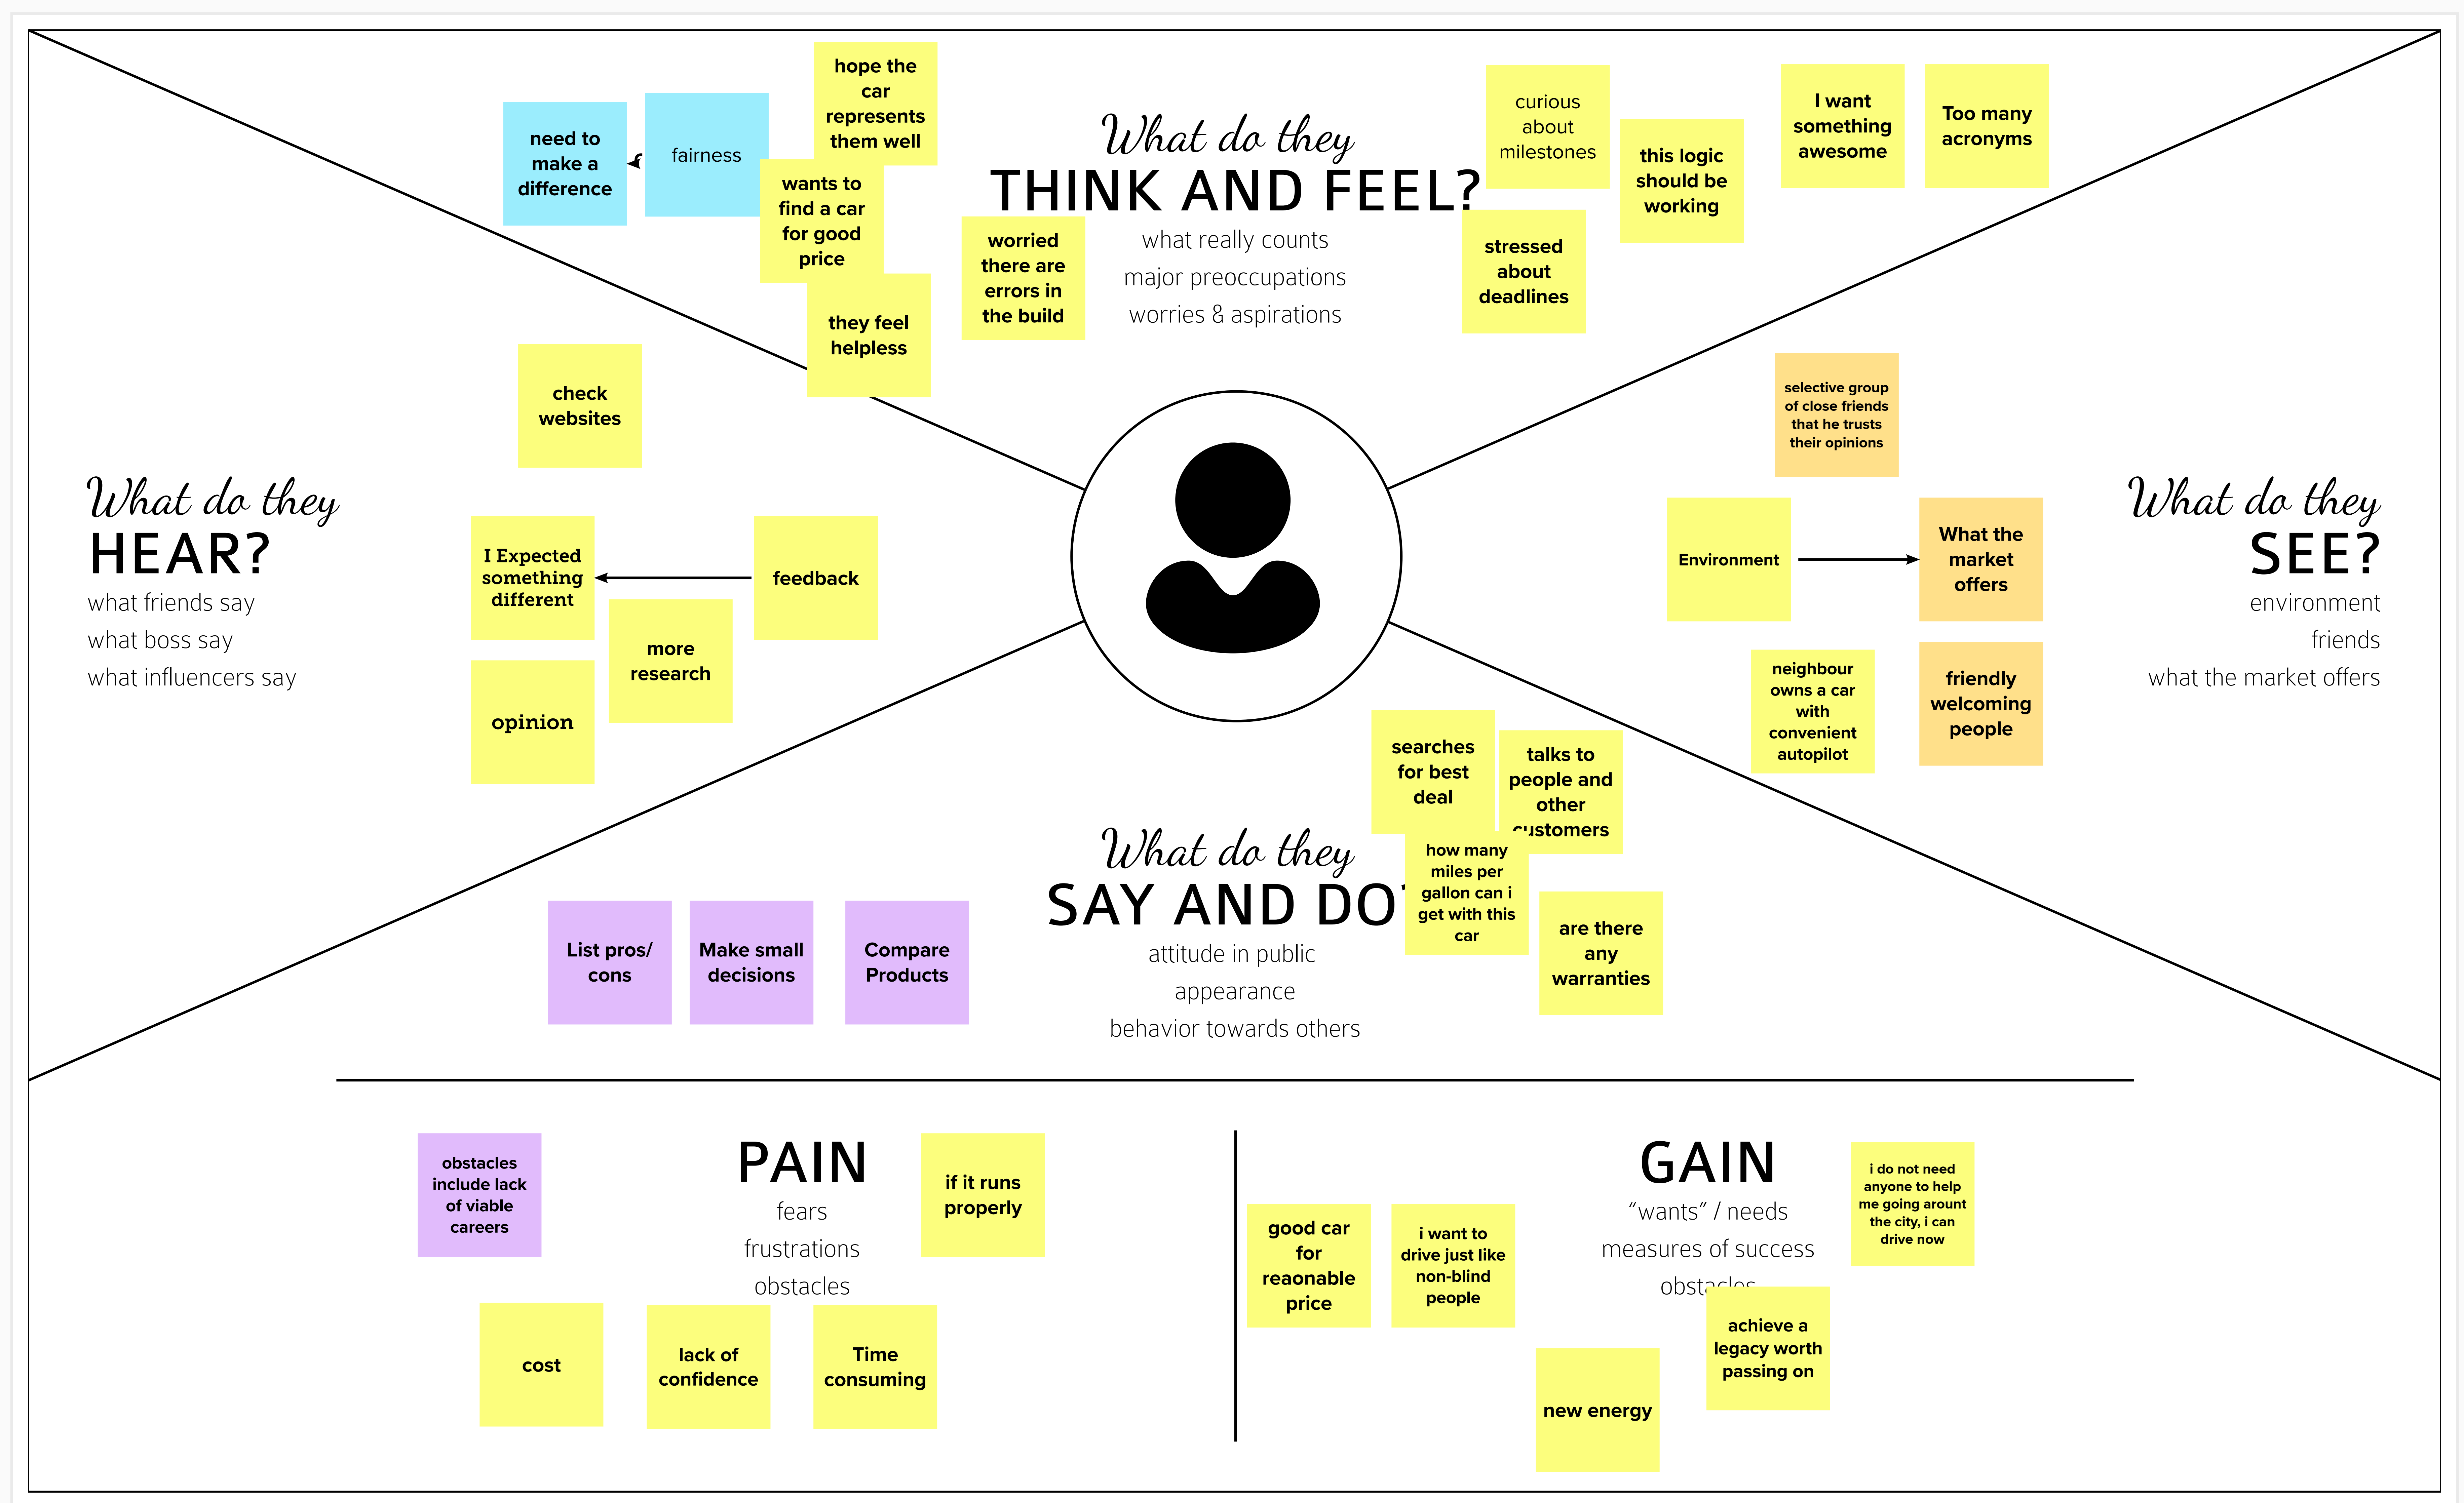 need to
make a
difference
fairness
hope the
car
represents
them well
wants to
find a car
for good
price
they feel
helpless
worried
there are
errors in
the build
What do they
THINK AND FEEL?
what really counts
major preoccupations
worries & aspirations
curious
about
milestones
this logic
should be
working
stressed
about
deadlines
I want
something
awesome
Too many
acronyms
What do they
HEAR?
what friends say
what boss say
what influencers say
check
websites
I Expected
something
different
feedback
more
research
opinion
selective group
of close friends
that he trusts
their opinions
Environment
What the
market
offers
neighbour
owns a car
with
convenient
autopilot
friendly
welcoming
people
What do they
SEE?
environment
friends
what the market offers
What do they
SAY AND DO?
attitude in public
appearance
behavior towards others
List pros/
cons
Make small
decisions
Compare
Products
searches
for best
deal
talks to
people and
other
customers
how many
miles per
gallon can i
get with this
car
are there
any
warranties
PAIN
fears
frustrations
obstacles
obstacles
include lack
of viable
careers
if it runs
properly
cost
lack of
confidence
Time
consuming
GAIN
“wants” / needs
measures of success
obstacles
good car
for
reaonable
price
i want to
drive just like
non-blind
people
i do not need
anyone to help
me going arount
the city, i can
drive now
achieve a
legacy worth
passing on
new energy